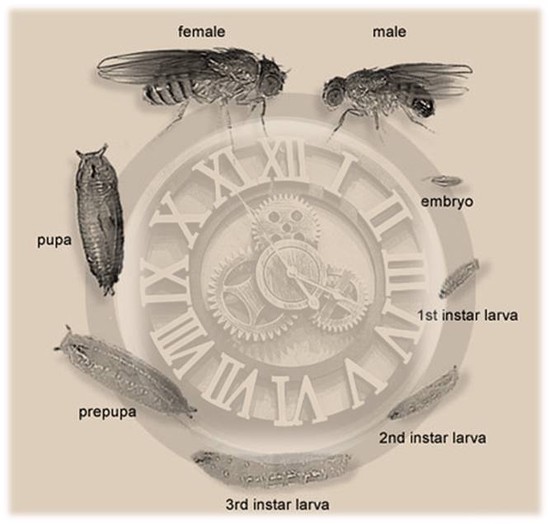 female
male
embryo
pupa
1st instar larva
prepupa
2nd instar larva
3rd instar larva
XII
I
II
III
IV
V
VI
VII
VIII
IX
X
XI